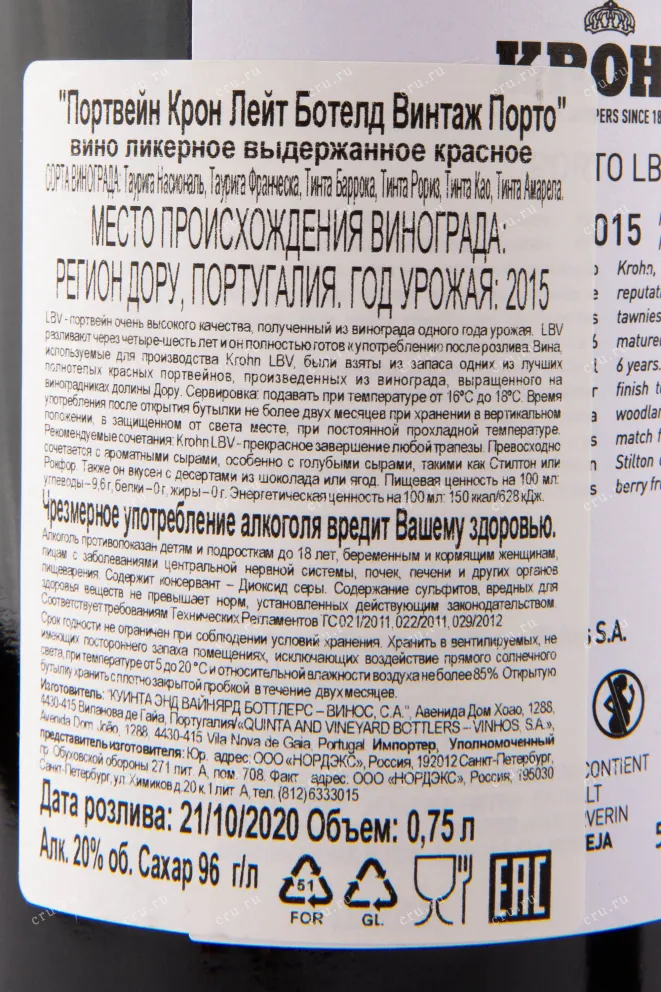 "Портвейн Крон Лейт Ботелд Винтаж Порто"
вино ликерное выдержанное красное
СОРТА ВИНОГРАДА: Таурига Насиональ, Таурига Франческа, Тинта Баррока, Тинта Рориз, Тинта Као, Тинта Амарела.
МЕСТО ПРОИСХОЖДЕНИЯ ВИНОГРАДА:
РЕГИОН ДОРУ, ПОРТУГАЛИЯ. ГОД УРОЖАЯ: 2015
LBV - портвейн очень высокого качества, полученный из винограда одного года урожая. LBV
разливают через четыре-шесть лет и он полностью готов к употреблению после розлива. Вина,
используемые для производства Krohn LBV, были взяты из запаса одних из лучших
полнотелых красных портвейнов, произведенных из винограда, выращенного на
виноградниках долины Дору. Сервировка: подавать при температуре от 16°C до 18°C. Время
употребления после открытия бутылки не более двух месяцев при хранении в вертикальном
положении, в защищенном от света месте, при постоянной прохладной температуре.
Рекомендуемые сочетания: Krohn LBV - прекрасное завершение любой трапезы. Превосходно
сочетается с ароматными сырами, особенно с голубыми сырами, такими как Стилтон или
Рокфор. Также он вкусен с десертами из шоколада или ягод. Пищевая ценность на 100 мл:
углеводы – 9,6 г, белки – 0 г, жиры – 0 г. Энергетическая ценность на 100 мл: 150 ккал/628 кДж.
Чрезмерное употребление алкоголя вредит Вашему здоровью.
Алкоголь противопоказан детям и подросткам до 18 лет, беременным и кормящим женщинам,
лицам с заболеваниями центральной нервной системы, почек, печени и других органов
пищеварения. Содержит консервант – Диоксид серы. Содержание сульфитов, вредных для
здоровья веществ не превышает норм, установленных действующим законодательством.
Соответствует требованиям Технических Регламентов ТС 021/2011, 022/2011, 029/2012
Срок годности не ограничен при соблюдении условий хранения. Хранить в вентилируемых, не
имеющих постороннего запаха помещениях, исключающих воздействие прямого солнечного
света, при температуре от 5 до 20 °C и относительной влажности воздуха не более 85%. Открытую
бутылку хранить с плотно закрытой пробкой в течение двух месяцев.
Изготовитель: "КУИНТА ЭНД ВАЙНЯРД БОТТЛЕРС – ВИНОС, С.А.", Авенида Дом Хоао, 1288,
4430-415 Виланова де Гайа, Португалия/«QUINTA AND VINEYARD BOTTLERS – VINHOS, S.A.»,
Avenida Dom João, 1288, 4430-415 Vila Nova de Gaia, Portugal Импортер, Уполномоченный
представитель изготовителя: Юр. адрес: ООО «НОРДЭКС», Россия, 192012 Санкт-Петербург,
пр. Обуховской обороны 271 лит. А, пом. 708. Факт. адрес: ООО «НОРДЭКС», Россия, 195030
Санкт-Петербург, ул. Химиков д. 20 к.1 лит. А, тел. (812) 6333015
Дата розлива: 21/10/2020 Объем: 0,75 л
Алк. 20% об. Сахар 96 г/л
51
FOR
GL
EAC
KROH
PERS SINCE 18
TO LB
015
Krohn,
reputat
tawnies
mature
6 years.
finish t
woodlan
match f
Stilton
berry fr
S.A.
CONTIENT
LT
VERIN
EJA
cru.ru